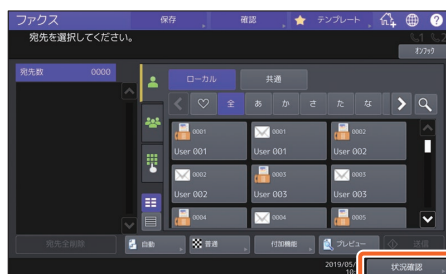 ファクス 保存 確認 テンプレート
宛先を選択してください。
L1 L2
オンフック
宛先数 0000
ローカル 共通
全 あ か さ た な
0001 0001 0002
User 001 User 001 User 002
0002 0003 0003
User 002 User 003 User 003
0004 0004 0005
宛先全削除 自動 普通 付加機能 プレビュー 送信
2019/05/
状況確認